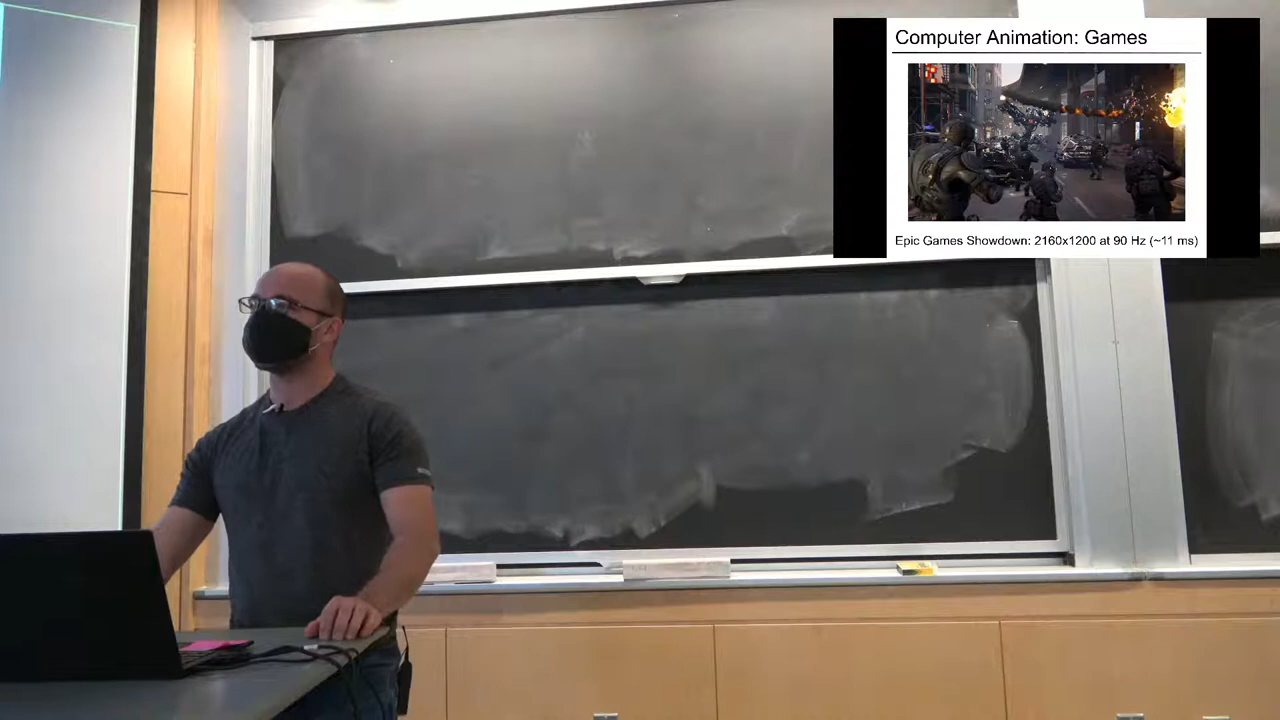 Computer Animation: Games
Epic Games Showdown: 2160x1200 at 90 Hz (~11 ms)